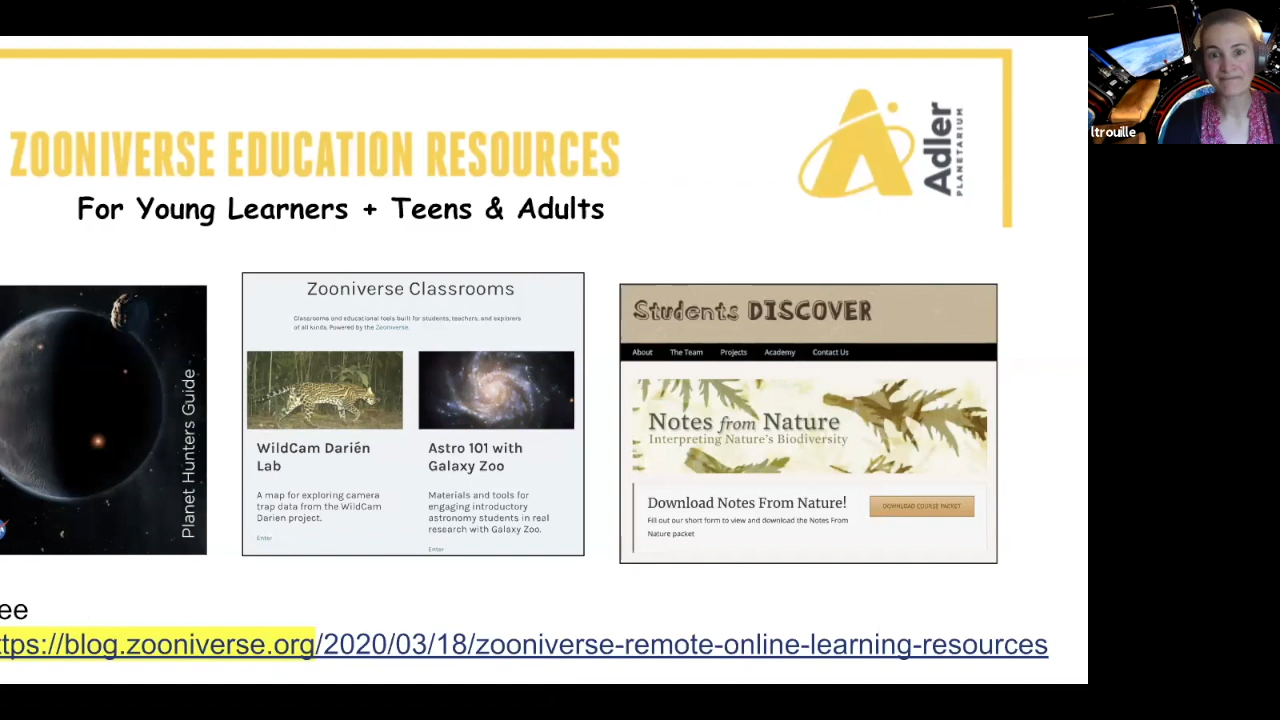 ltrouille
ZOONIVERSE EDUCATION RESOURCES
For Young Learners + Teens & Adults
Adler
PLANETARIUM
Planet Hunters Guide
Zooniverse Classrooms
Classrooms and educational tools built for students, teachers, and explorers
of all kinds. Powered by the Zooniverse.
WildCam Darién
Lab
A map for exploring camera
trap data from the WildCam
Darien project.
Enter
Astro 101 with
Galaxy Zoo
Materials and tools for
engaging introductory
astronomy students in real
research with Galaxy Zoo.
Enter
Students DISCOVER
About The Team Projects Academy Contact Us
Notes from Nature
Interpreting Nature's Biodiversity
Download Notes From Nature!
Fill out our short form to view and download the Notes From
Nature packet
DOWNLOAD COURSE PACKET
ee
ttps://blog.zooniverse.org/2020/03/18/zooniverse-remote-online-learning-resources